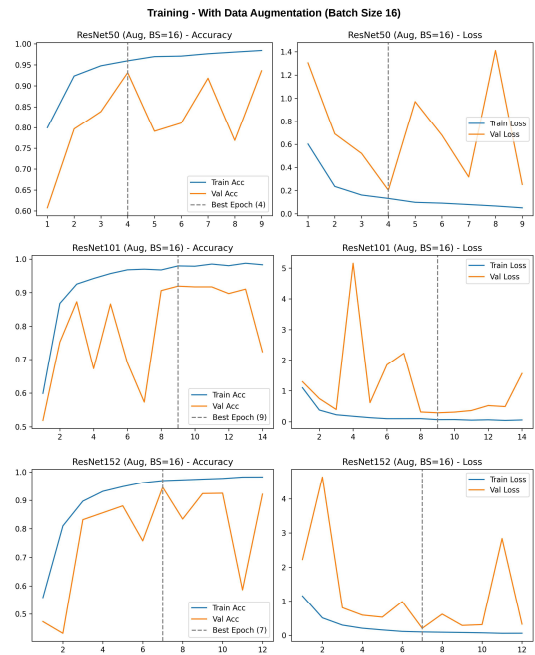 Training - With Data Augmentation (Batch Size 16)
ResNet50 (Aug, BS=16) - Accuracy
1.00
0.95
0.90
0.85
0.80
0.75
0.70
0.65
0.60
1 2 3 4 5 6 7 8 9
Train Acc
Val Acc
Best Epoch (4)
ResNet50 (Aug, BS=16) - Loss
1.4
1.2
1.0
0.8
0.6
0.4
0.2
0.0
1 2 3 4 5 6 7 8 9
Train Loss
Val Loss
ResNet101 (Aug, BS=16) - Accuracy
1.0
0.9
0.8
0.7
0.6
0.5
2 4 6 8 10 12 14
Train Acc
Val Acc
Best Epoch (9)
ResNet101 (Aug, BS=16) - Loss
5
4
3
2
1
0
2 4 6 8 10 12 14
Train Loss
Val Loss
ResNet152 (Aug, BS=16) - Accuracy
1.0
0.9
0.8
0.7
0.6
0.5
2 4 6 8 10 12
Train Acc
Val Acc
Best Epoch (7)
ResNet152 (Aug, BS=16) - Loss
4
3
2
1
0
2 4 6 8 10 12
Train Loss
Val Loss